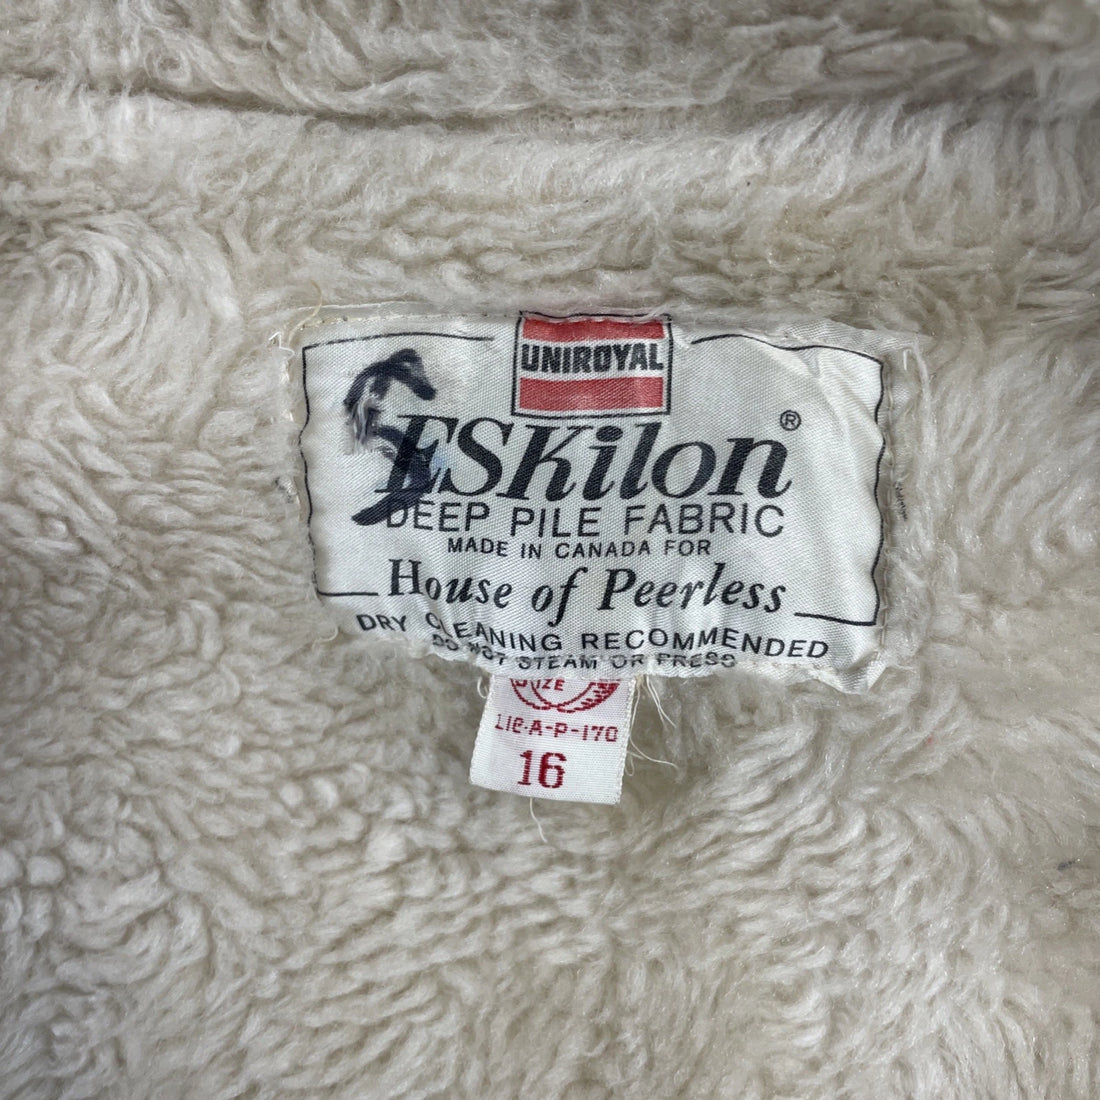 UNIROYAL
ESKilon®
DEEP PILE FABRIC
MADE IN CANADA FOR
House of Peerless
DRY CLEANING RECOMMENDED
DO NOT STEAM OR PRESS
SIZE
LIC-A-P-170
16